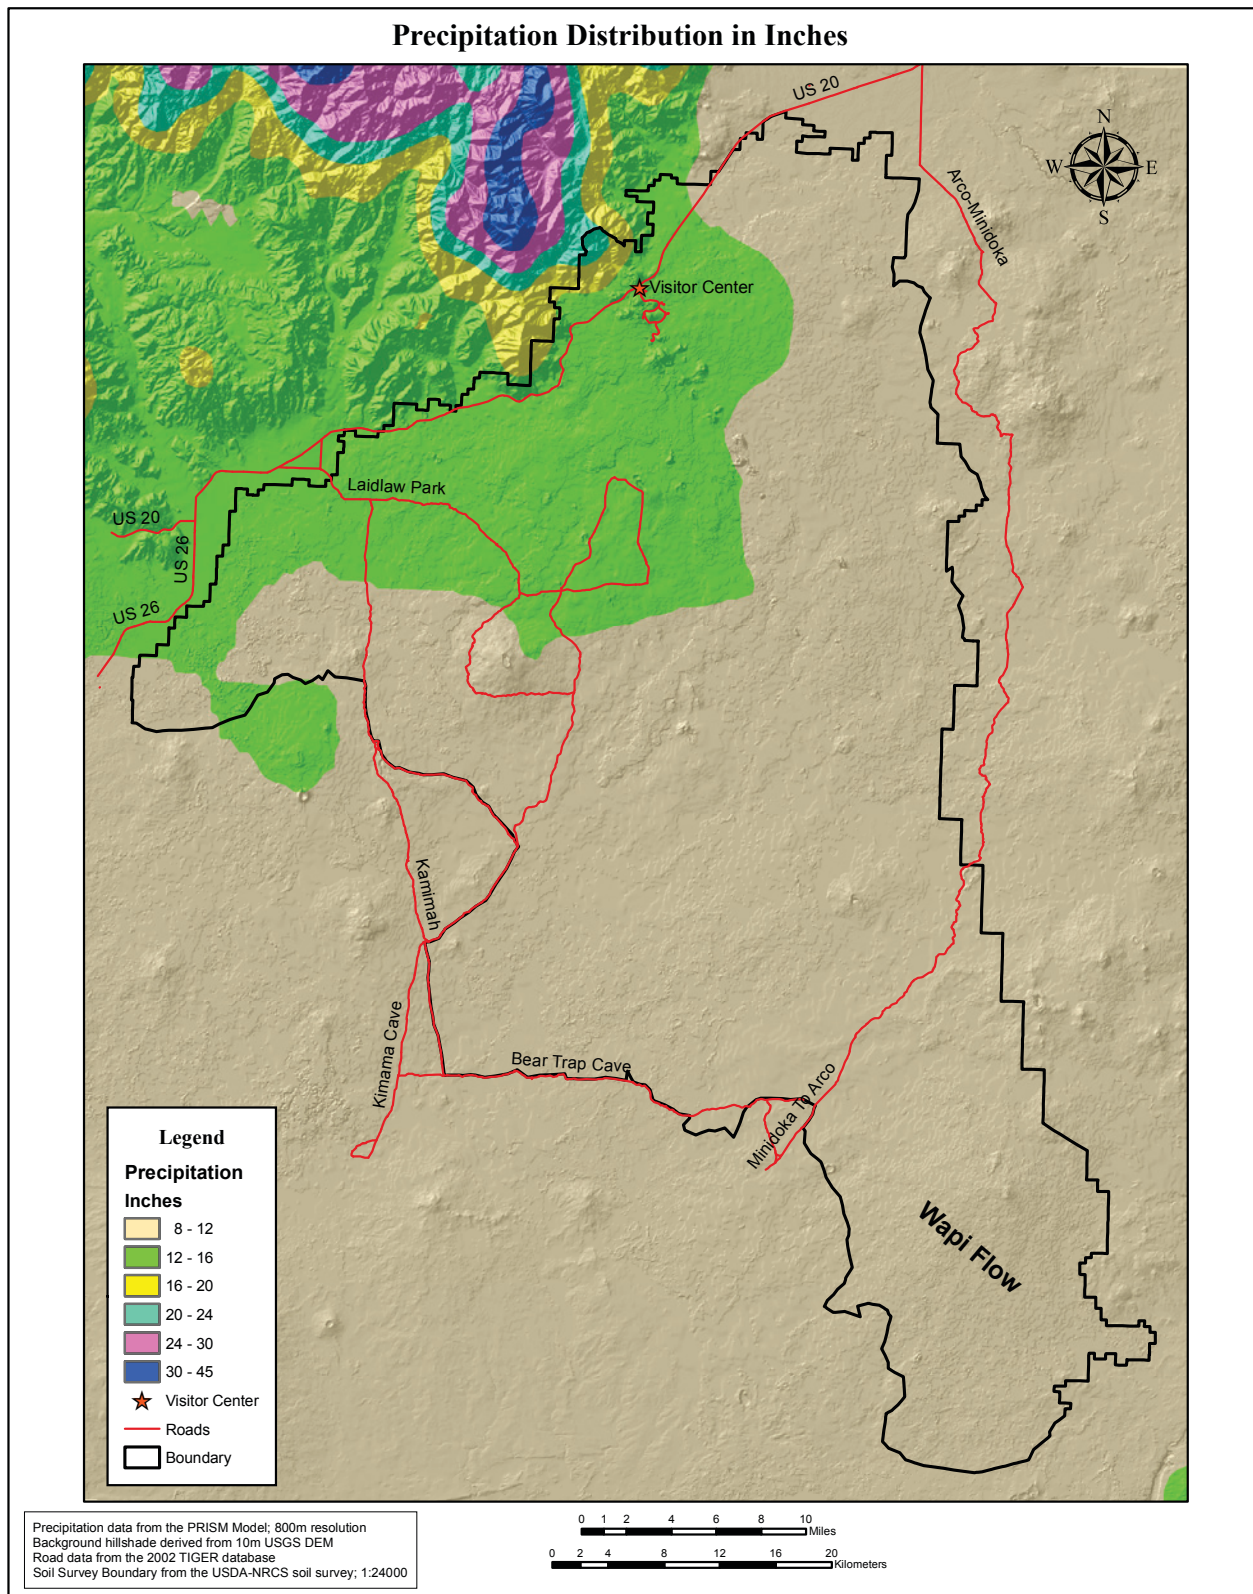 Precipitation Distribution in Inches
US 20
N
W E
S
Arco-Minidoka
Visitor Center
Laidlaw Park
US 20
US 26
US 26
Kamimah
Kimama Cave
Bear Trap Cave
Minidoka To Arco
Wapi Flow
Legend
Precipitation
Inches
8 - 12
12 - 16
16 - 20
20 - 24
24 - 30
30 - 45
Visitor Center
Roads
Boundary
Precipitation data from the PRISM Model; 800m resolution
Background hillshade derived from 10m USGS DEM
Road data from the 2002 TIGER database
Soil Survey Boundary from the USDA-NRCS soil survey; 1:24000
0 1 2 4 6 8 10
Miles
0 2 4 8 12 16 20
Kilometers